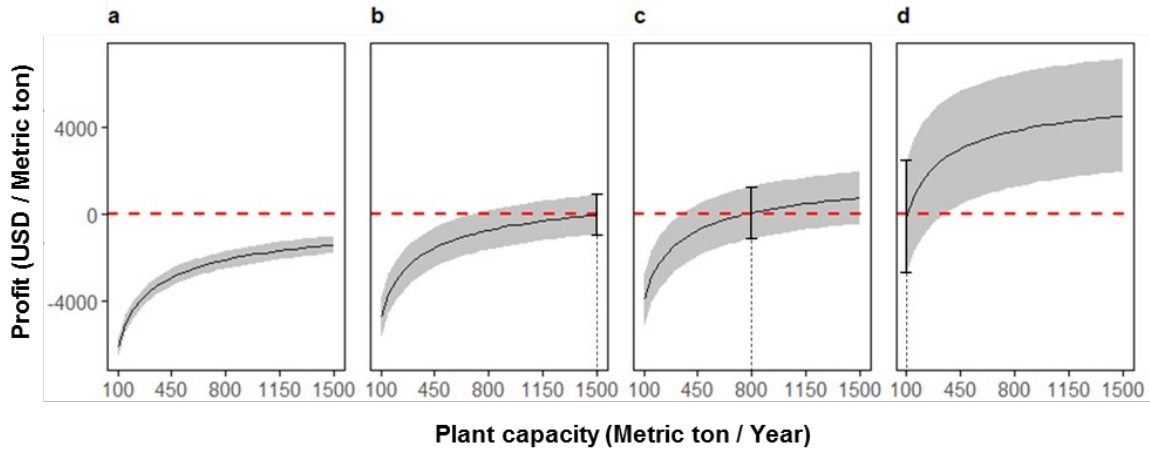 a b c d
Profit (USD / Metric ton)
4000
0
-4000
100 450 800 1150 1500 100 450 800 1150 1500 100 450 800 1150 1500 100 450 800 1150 1500
Plant capacity (Metric ton / Year)